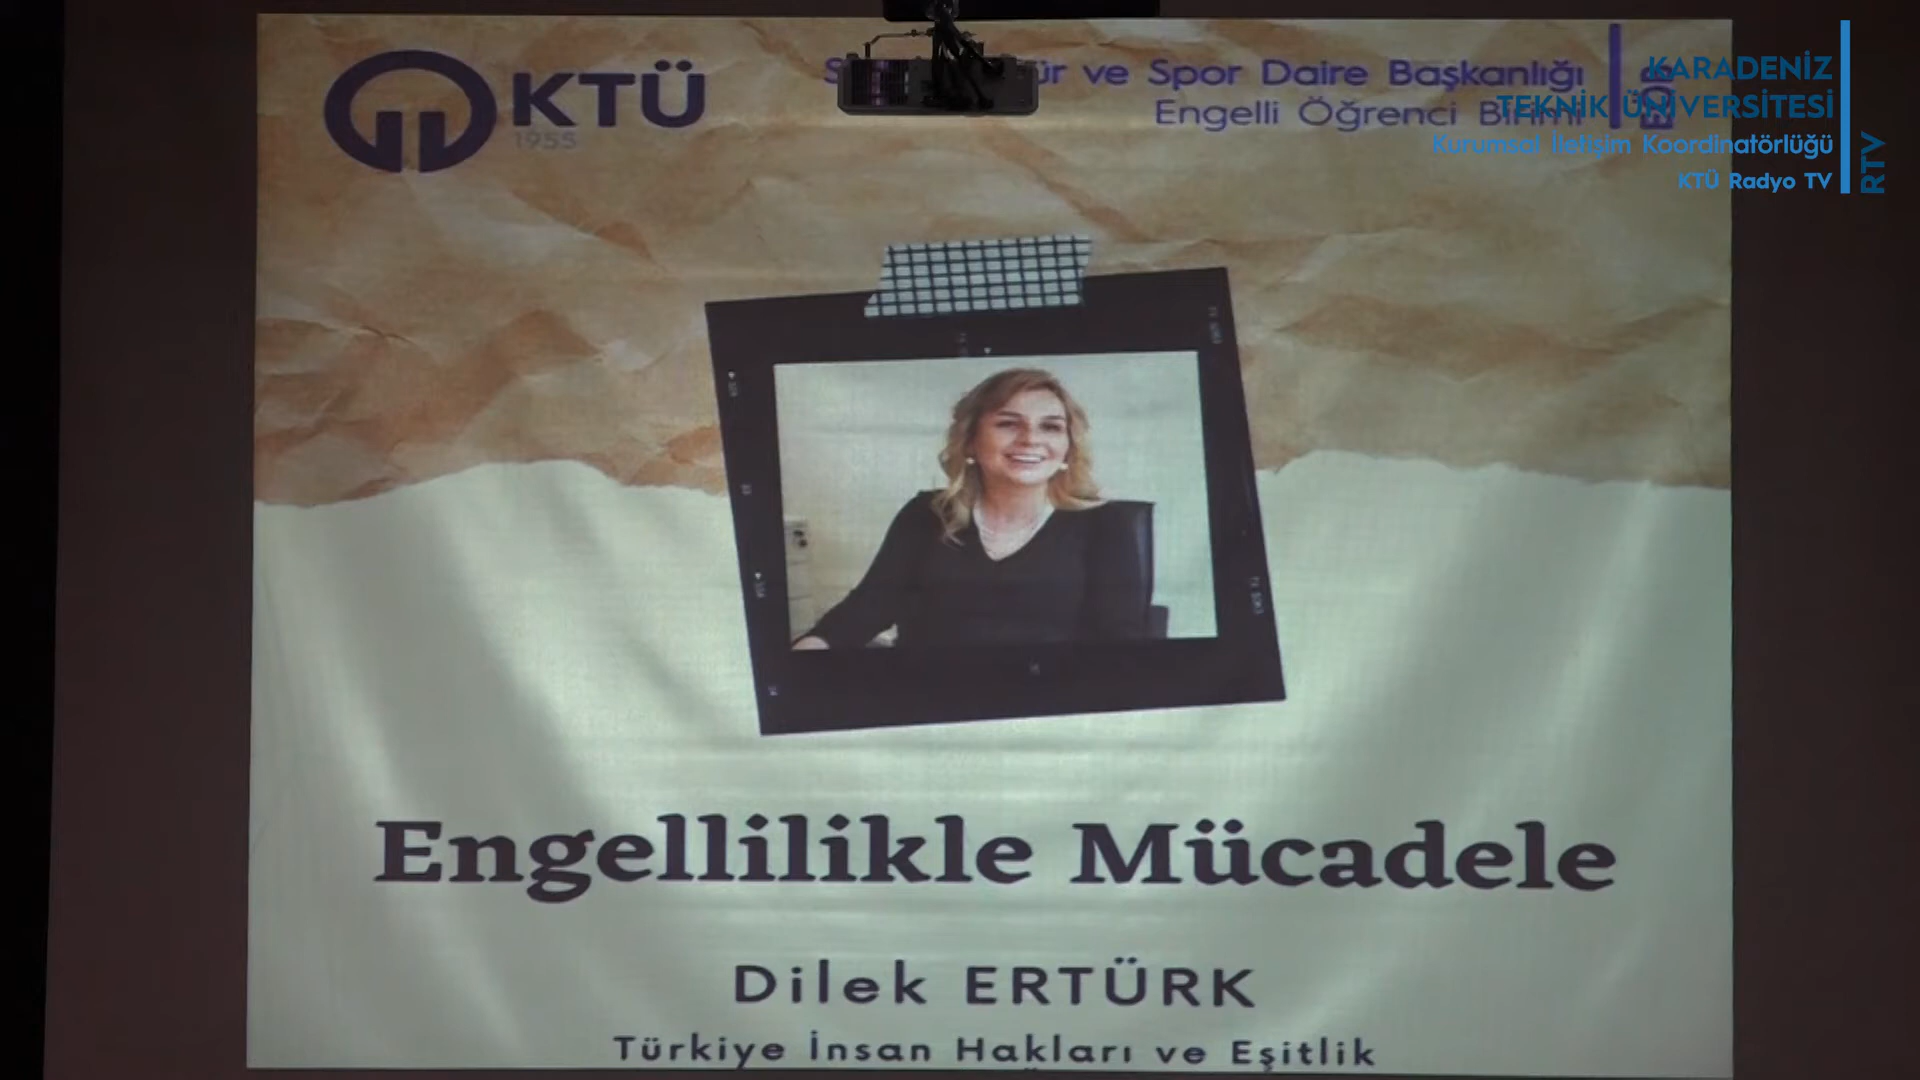 KTÜ
1955
ve Spor Daire Başkanlığı
Engelli Öğrenci Birimi
KARADENİZ
TEKNİK ÜNİVERSİTESİ
Kurumsal İletişim Koordinatörlüğü
KTÜ Radyo TV
RTV
Engellilikle Mücadele
Dilek ERTÜRK
Türkiye İnsan Hakları ve Eşitlik